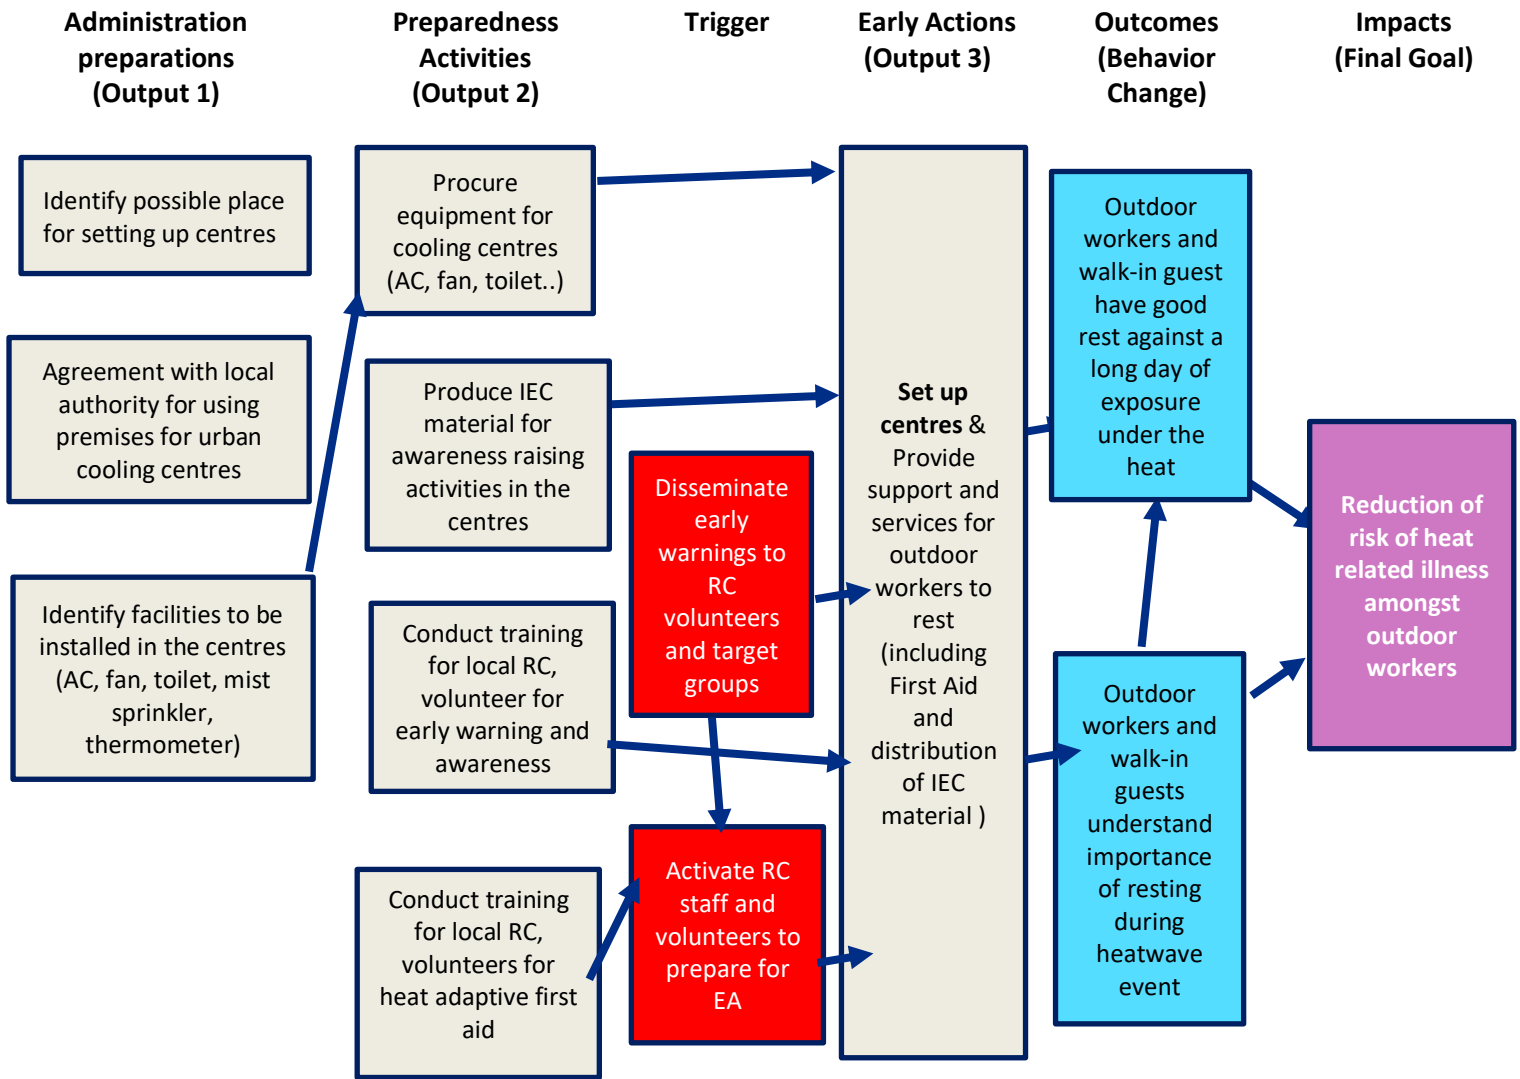 Administration
preparations
(Output 1)
Preparedness
Activities
(Output 2)
Trigger
Early Actions
(Output 3)
Outcomes
(Behavior
Change)
Impacts
(Final Goal)
Identify possible place
for setting up centres
Agreement with local
authority for using
premises for urban
cooling centres
Identify facilities to be
installed in the centres
(AC, fan, toilet, mist
sprinkler,
thermometer)
Procure
equipment for
cooling centres
(AC, fan, toilet..)
Produce IEC
material for
awareness raising
activities in the
centres
Conduct training
for local RC,
volunteer for
early warning and
awareness
Conduct training
for local RC,
volunteers for
heat adaptive first
aid
Disseminate
early
warnings to
RC
volunteers
and target
groups
Activate RC
staff and
volunteers to
prepare for
EA
Set up
centres &
Provide
support and
services for
outdoor
workers to
rest
(including
First Aid
and
distribution
of IEC
material )
Outdoor
workers and
walk-in guest
have good
rest against a
long day of
exposure
under the
heat
Outdoor
workers and
walk-in
guests
understand
importance
of resting
during
heatwave
event
Reduction of
risk of heat
related illness
amongst
outdoor
workers